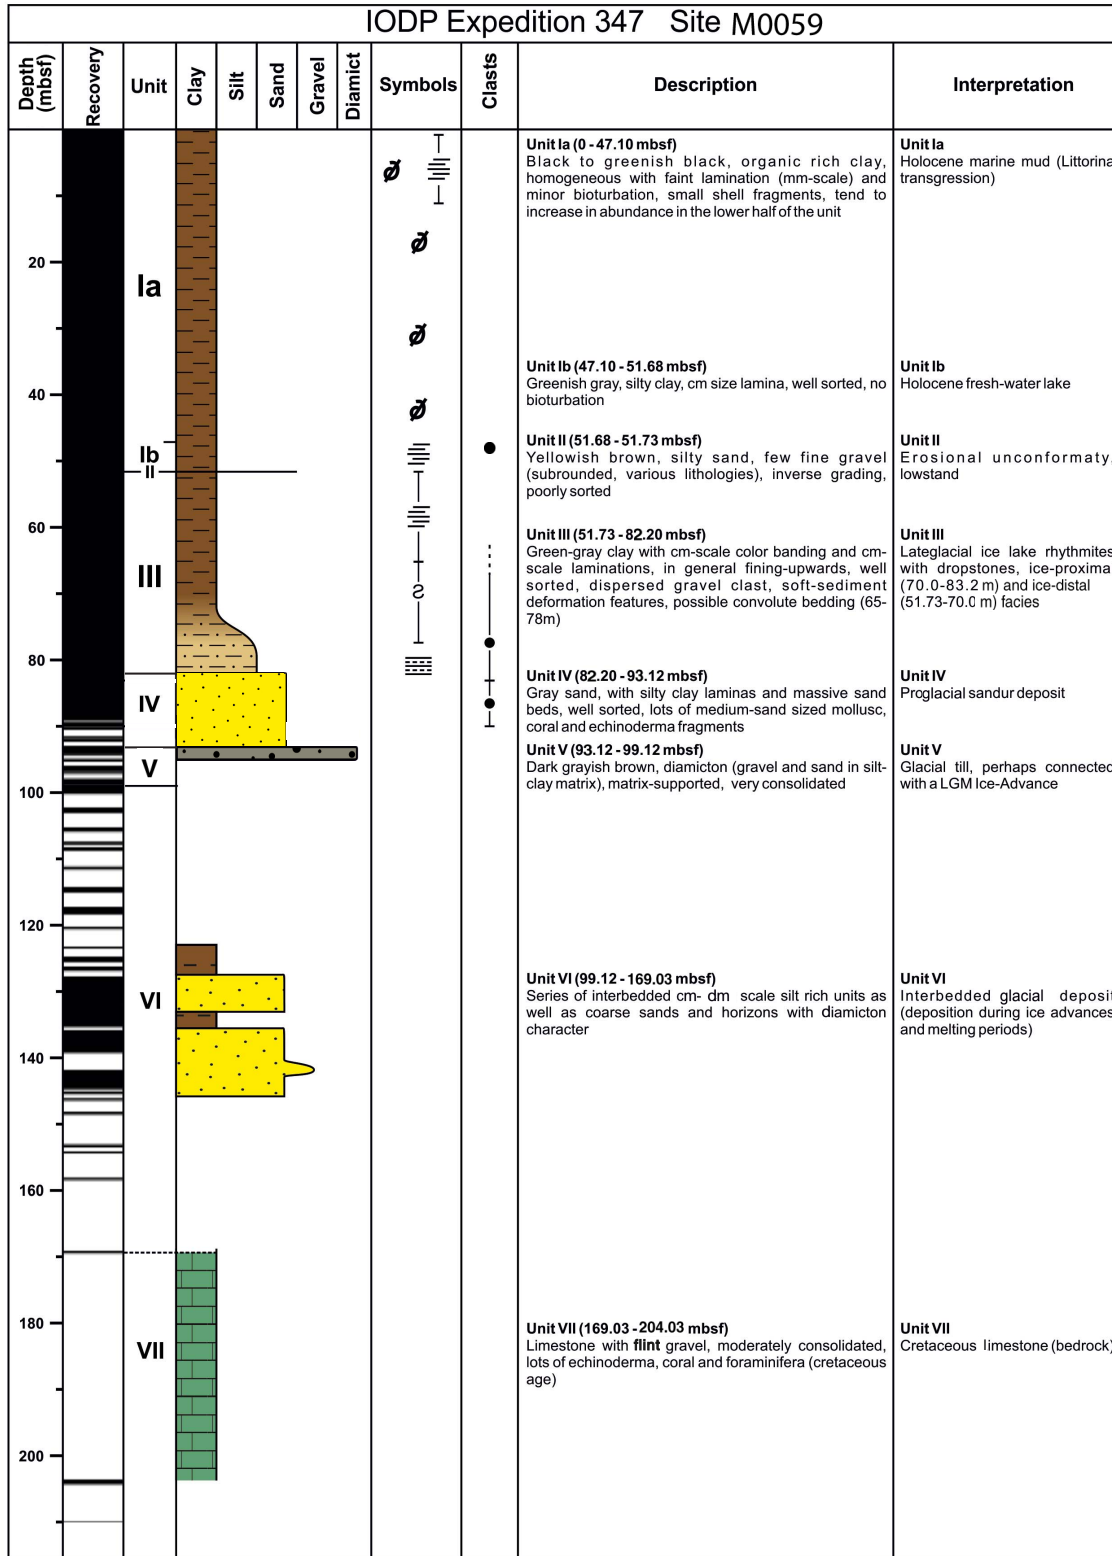 IODP Expedition 347 Site M0059
Depth (mbsf)
Recovery
Unit
Clay
Silt
Sand
Gravel
Diamict
Symbols
Clasts
Description
Interpretation
20
40
60
80
100
120
140
160
180
200
Ia
Ib
II
III
IV
V
VI
VII
Unit Ia (0 - 47.10 mbsf)
Black to greenish black, organic rich clay,
homogeneous with faint lamination (mm-scale) and
minor bioturbation, small shell fragments, tend to
increase in abundance in the lower half of the unit
Unit Ia
Holocene marine mud (Littorina
transgression)
Unit Ib (47.10 - 51.68 mbsf)
Greenish gray, silty clay, cm size lamina, well sorted, no
bioturbation
Unit Ib
Holocene fresh-water lake
Unit II (51.68 - 51.73 mbsf)
Yellowish brown, silty sand, few fine gravel
(subrounded, various lithologies), inverse grading,
poorly sorted
Unit II
Erosional unconformaty,
lowstand
Unit III (51.73 - 82.20 mbsf)
Green-gray clay with cm-scale color banding and cm-
scale laminations, in general fining-upwards, well
sorted, dispersed gravel clast, soft-sediment
deformation features, possible convolute bedding (65-
78m)
Unit III
Lateglacial ice lake rhythmites
with dropstones, ice-proximal
(70.0-83.2 m) and ice-distal
(51.73-70.0 m) facies
Unit IV (82.20 - 93.12 mbsf)
Gray sand, with silty clay laminas and massive sand
beds, well sorted, lots of medium-sand sized mollusc,
coral and echinoderma fragments
Unit IV
Proglacial sandur deposit
Unit V (93.12 - 99.12 mbsf)
Dark grayish brown, diamicton (gravel and sand in silt-
clay matrix), matrix-supported, very consolidated
Unit V
Glacial till, perhaps connected
with a LGM Ice-Advance
Unit VI (99.12 - 169.03 mbsf)
Series of interbedded cm- dm scale silt rich units as
well as coarse sands and horizons with diamicton
character
Unit VI
Interbedded glacial deposit
(deposition during ice advances
and melting periods)
Unit VII (169.03 - 204.03 mbsf)
Limestone with flint gravel, moderately consolidated,
lots of echinoderma, coral and foraminifera (cretaceous
age)
Unit VII
Cretaceous limestone (bedrock)